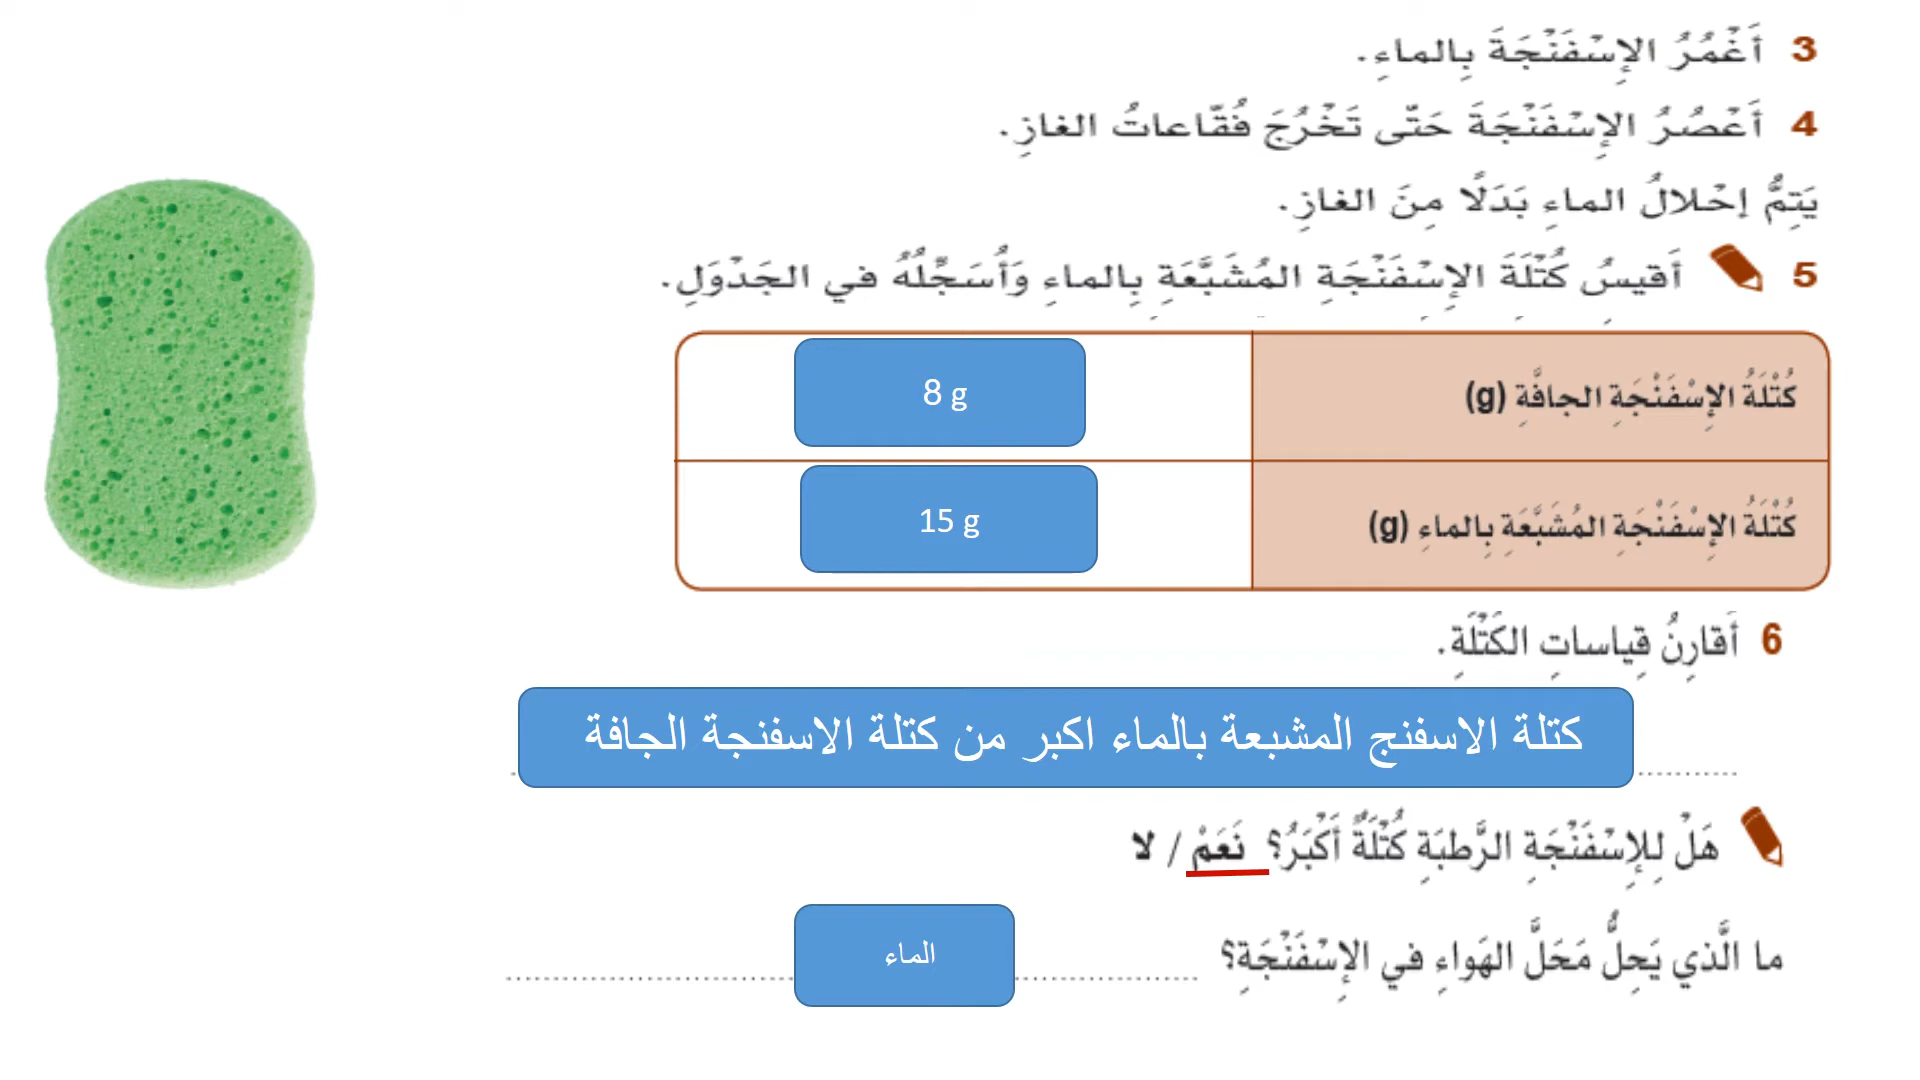 3 أَغْمُرُ الإِسْفَنْجَةَ بِالماءِ.
4 أَعْصُرُ الإِسْفَنْجَةَ حَتّى تَخْرُجَ فُقّاعاتُ الغازِ.
يَتِمُّ إِحْلالُ الماءِ بَدَلًا مِنَ الغازِ.
5 أَقيسُ كُتْلَةَ الإِسْفَنْجَةِ المُشَبَّعَةِ بِالماءِ وَأُسَجِّلُهُ في الجَدْوَلِ.
كُتْلَةُ الإِسْفَنْجَةِ الجافَّةِ (g) 8 g
كُتْلَةُ الإِسْفَنْجَةِ المُشَبَّعَةِ بِالماءِ (g) 15 g
6 أُقارِنُ قِياساتِ الكُتْلَةِ.
كتلة الاسفنج المشبعة بالماء اكبر من كتلة الاسفنجة الجافة
هَلْ لِلإِسْفَنْجَةِ الرَّطبَةِ كُتْلَةٌ أَكْبَرُ؟ نَعَمْ / لا
ما الَّذي يَحِلُّ مَحَلَّ الهَواءِ في الإِسْفَنْجَةِ؟ الماء